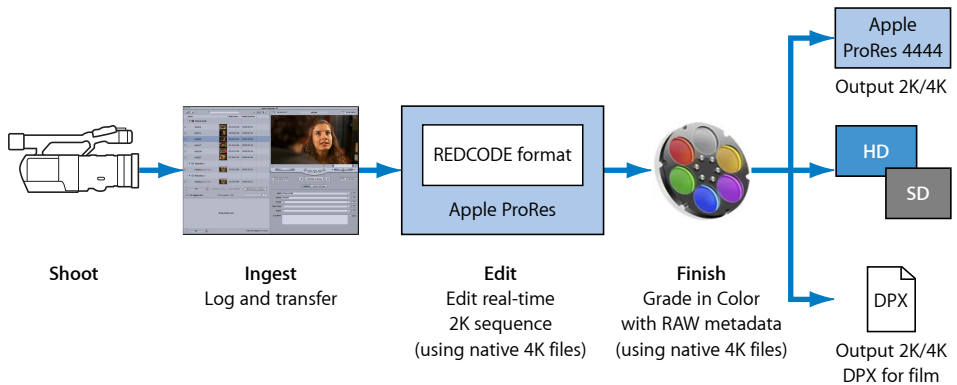 Shoot
Ingest
Log and transfer
REDCODE format
Apple ProRes
Edit
Edit real-time
2K sequence
(using native 4K files)
Finish
Grade in Color
with RAW metadata
(using native 4K files)
Apple
ProRes 4444
Output 2K/4K
HD
SD
DPX
Output 2K/4K
DPX for film